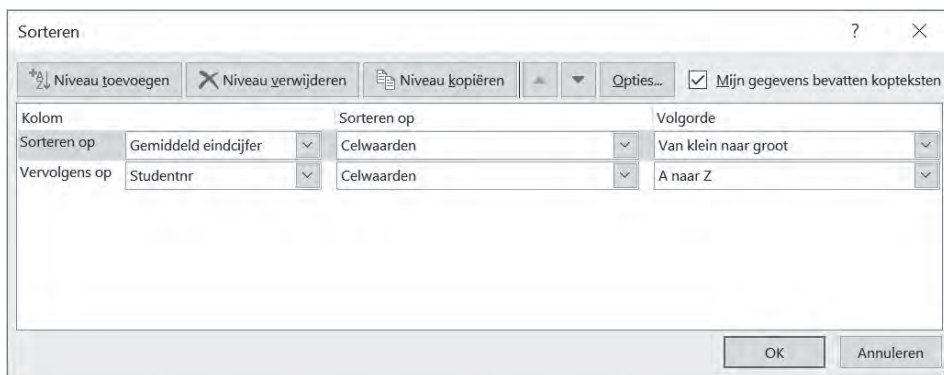 Sorteren ? ×
Niveau toevoegen Niveau verwijderen Niveau kopiëren Opties... Mijn gegevens bevatten kopteksten
Kolom Sorteren op Volgorde
Sorteren op Gemiddeld eindcijfer Celwaarden Van klein naar groot
Vervolgens op Studentnr Celwaarden A naar Z
OK Annuleren